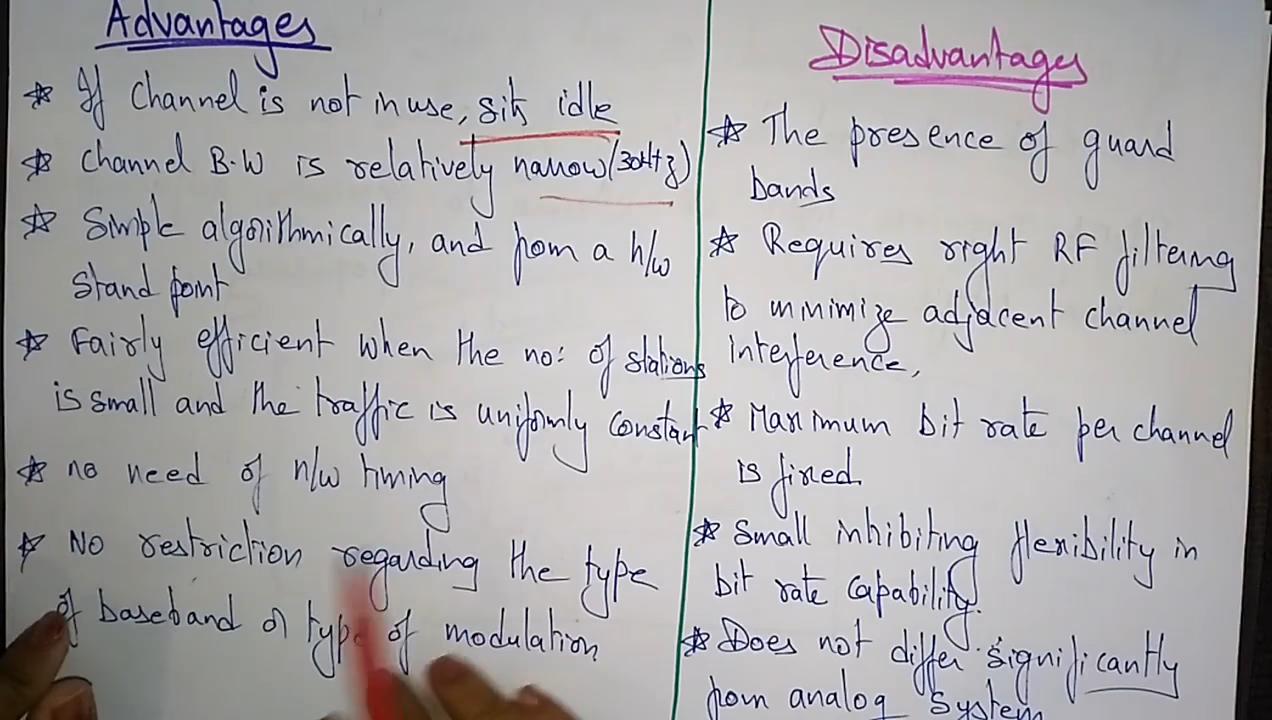 Advantages
* If Channel is not in use, sits idle
* Channel B.W is relatively narrow (30Hz)
* Simple algorithmically, and from a h/w
stand point
* Fairly efficient when the no: of stations
is small and the traffic is uniformly constant
* no need of n/w timing
* No restriction regarding the type
of baseband or type of modulation
Disadvantages
* The presence of guard
bands
* Requires right RF filtering
to minimize adjacent channel
interference,
* Maximum bit rate per channel
is fixed.
* Small inhibiting flexibility in
bit rate capability.
* Does not differ significantly
from analog system